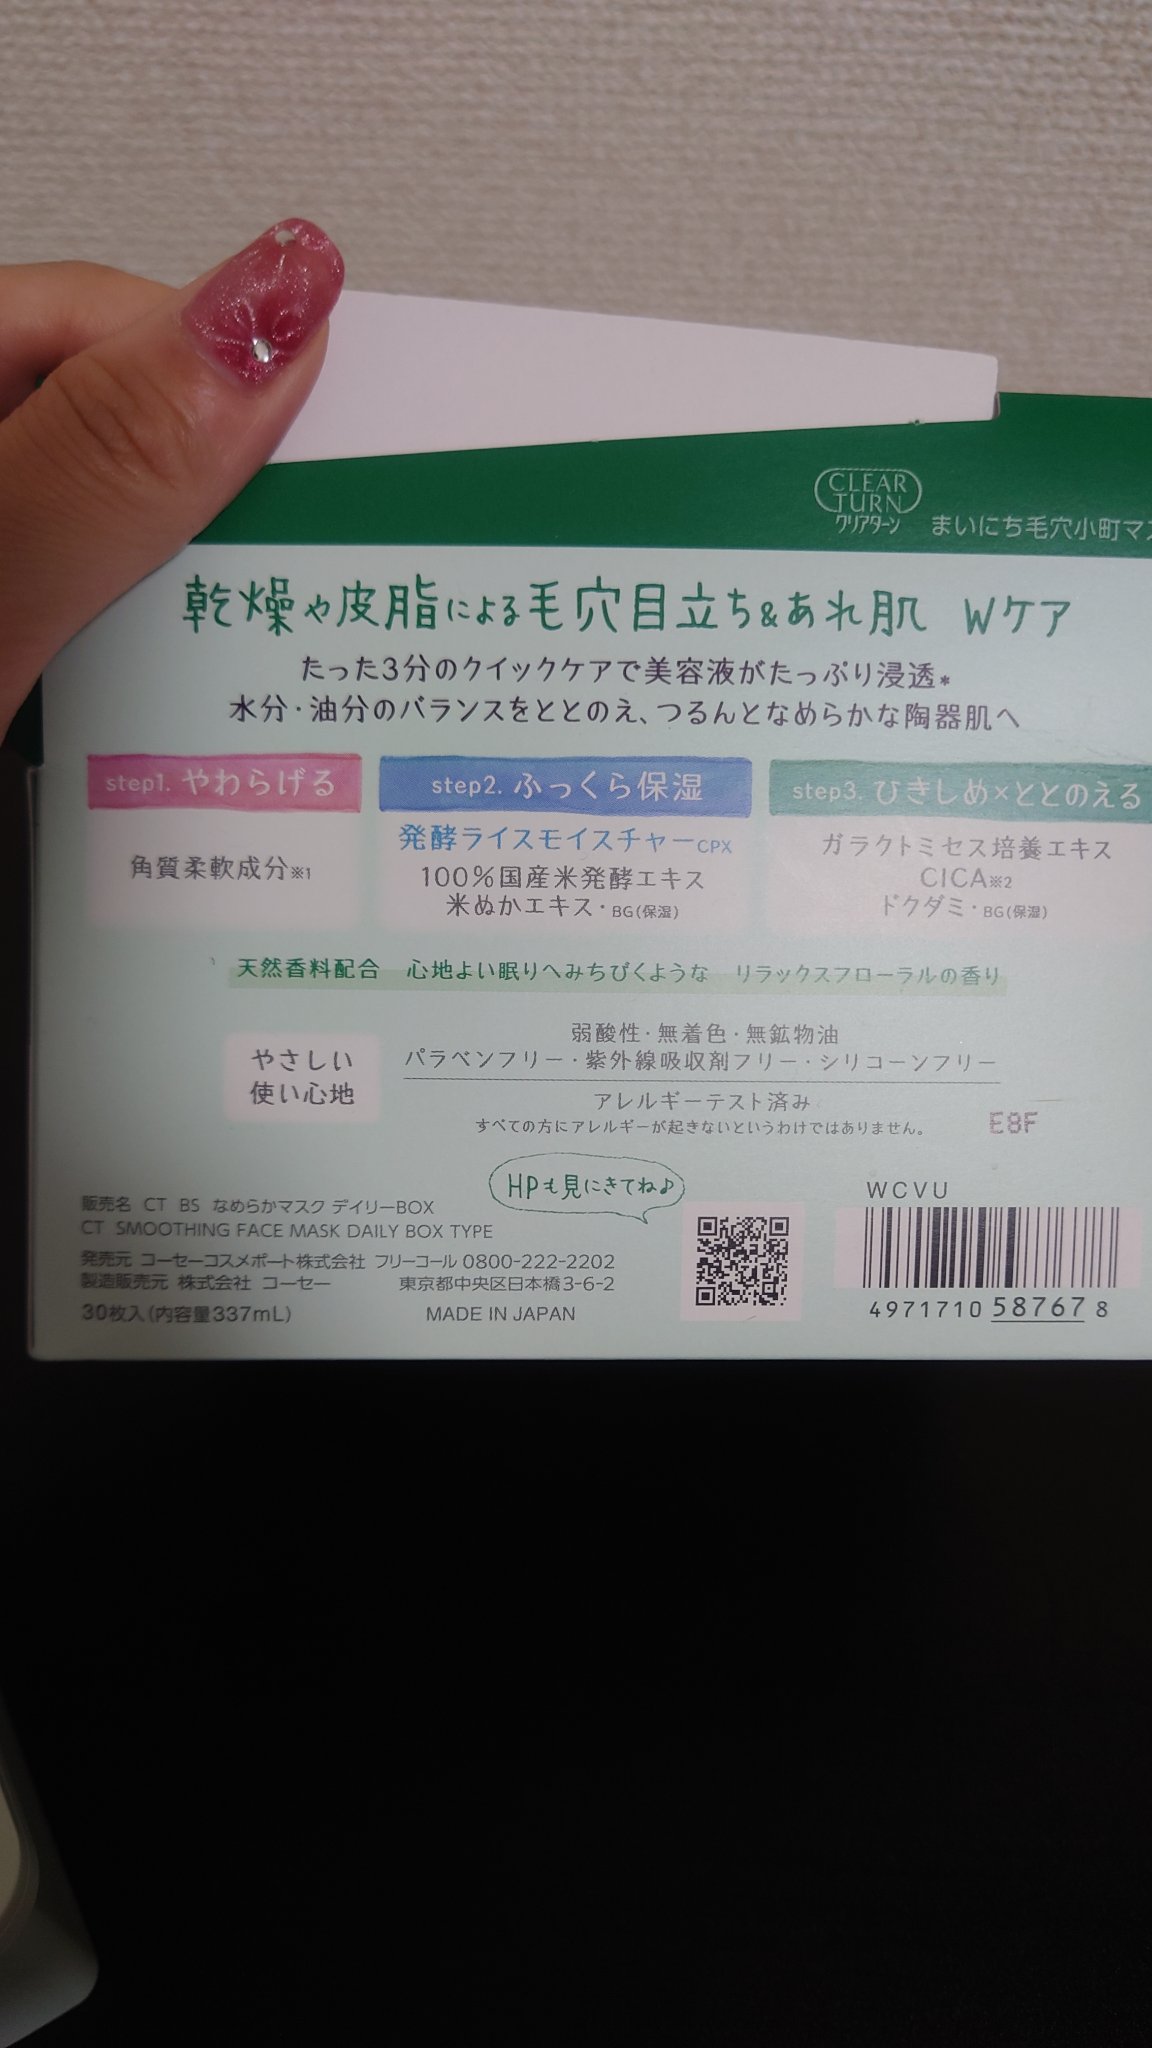 CLEAR
TURN
クリアターン
まいにち毛穴小町マス
乾燥や皮脂による毛穴目立ち&あれ肌 Wケア
たった3分のクイックケアで美容液がたっぷり浸透*
水分・油分のバランスをととのえ、つるんとなめらかな陶器肌へ
step1. やわらげる
角質柔軟成分※1
step2. ふっくら保湿
発酵ライスモイスチャーCPX
100%国産米発酵エキス
米ぬかエキス・BG(保湿)
step3. ひきしめ×ととのえる
ガラクトミセス培養エキス
CICA※2
ドクダミ・BG(保湿)
天然香料配合 心地よい眠りへみちびくような リラックスフローラルの香り
やさしい
使い心地
弱酸性・無着色・無鉱物油
パラベンフリー・紫外線吸収剤フリー・シリコーンフリー
アレルギーテスト済み
すべての方にアレルギーが起きないというわけではありません。
E8F
HPも見にきてね♪
WCVU
販売名 CT BS なめらかマスク デイリーBOX
CT SMOOTHING FACE MASK DAILY BOX TYPE
発売元 コーセーコスメポート株式会社 フリーコール 0800-222-2202
製造販売元 株式会社 コーセー 東京都中央区日本橋3-6-2
30枚入(内容量337mL) MADE IN JAPAN
4971710 58767 8